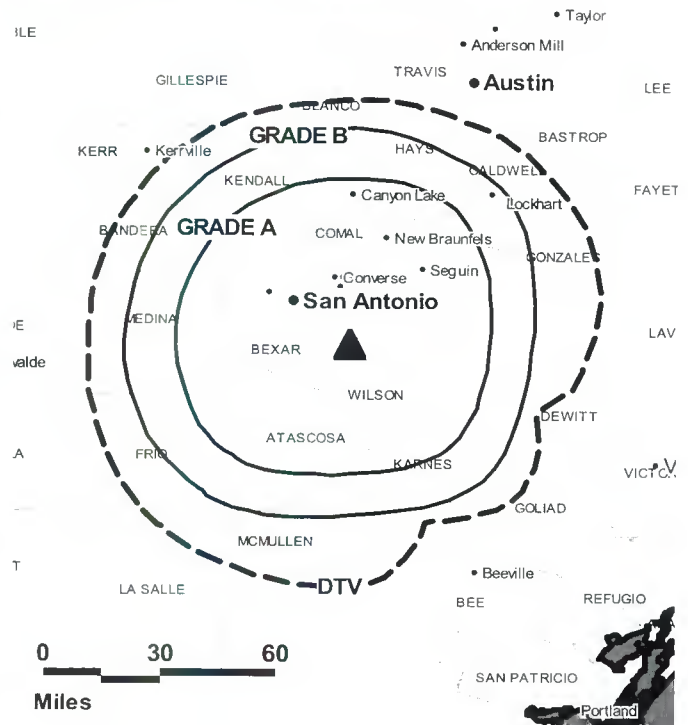 Taylor
Anderson Mill
TRAVIS
Austin
GILLESPIE
LEE
BLANCO
GRADE B
BASTROP
HAYS
KERR
Kerrville
CALDWELL
KENDALL
FAYET
Canyon Lake
Lockhart
GRADE A
BANDERA
COMAL
New Braunfels
GONZALES
Seguin
Converse
San Antonio
MEDINA
LAV
BEXAR
WILSON
DEWITT
ATASCOSA
FRIO
KARNES
GOLIAD
MCMULLEN
DTV
Beeville
LA SALLE
BEE
REFUGIO
0 30 60
SAN PATRICIO
Miles
Portland